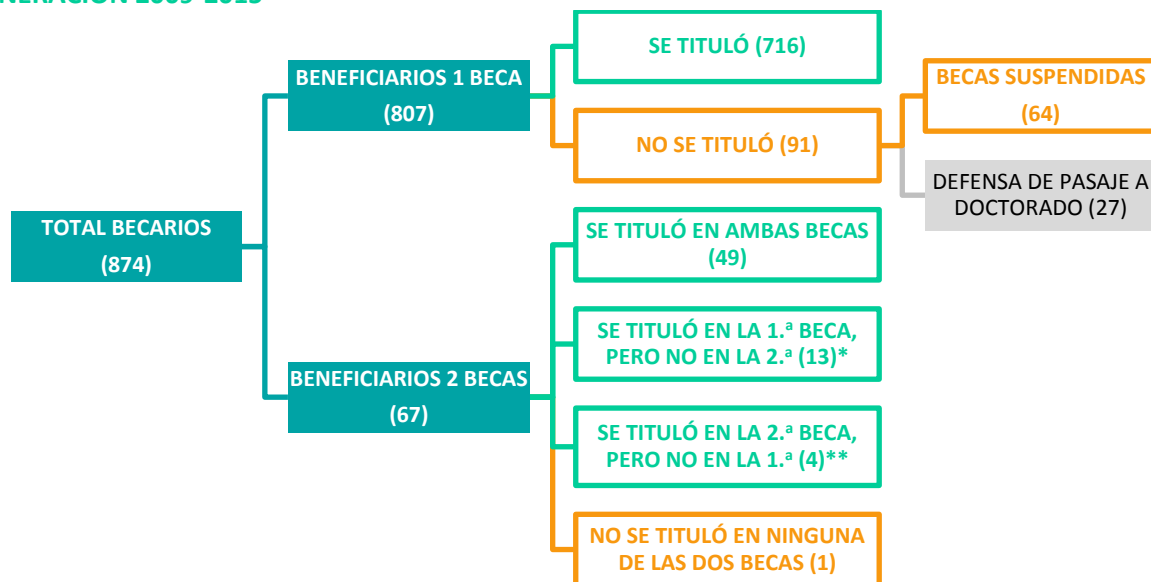 SE TITULÓ (716)
BENEFICIARIOS 1 BECA
(807)
BECAS SUSPENDIDAS
(64)
NO SE TITULÓ (91)
DEFENSA DE PASAJE A
DOCTORADO (27)
TOTAL BECARIOS
(874)
SE TITULÓ EN AMBAS BECAS
(49)
SE TITULÓ EN LA 1.ª BECA,
PERO NO EN LA 2.ª (13)*
BENEFICIARIOS 2 BECAS
(67)
SE TITULÓ EN LA 2.ª BECA,
PERO NO EN LA 1.ª (4)**
NO SE TITULÓ EN NINGUNA
DE LAS DOS BECAS (1)